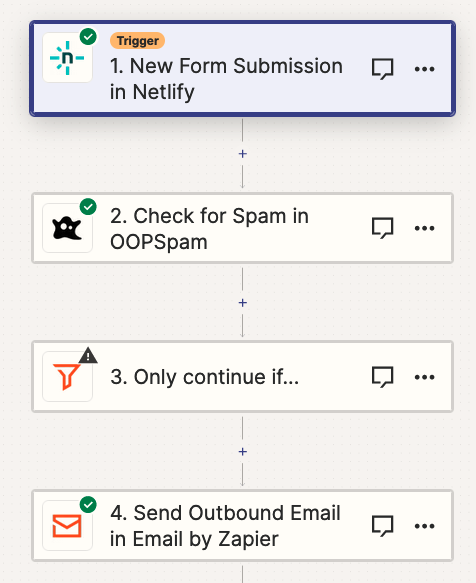 Trigger
1. New Form Submission
in Netlify
2. Check for Spam in
OOPSpam
3. Only continue if...
4. Send Outbound Email
in Email by Zapier